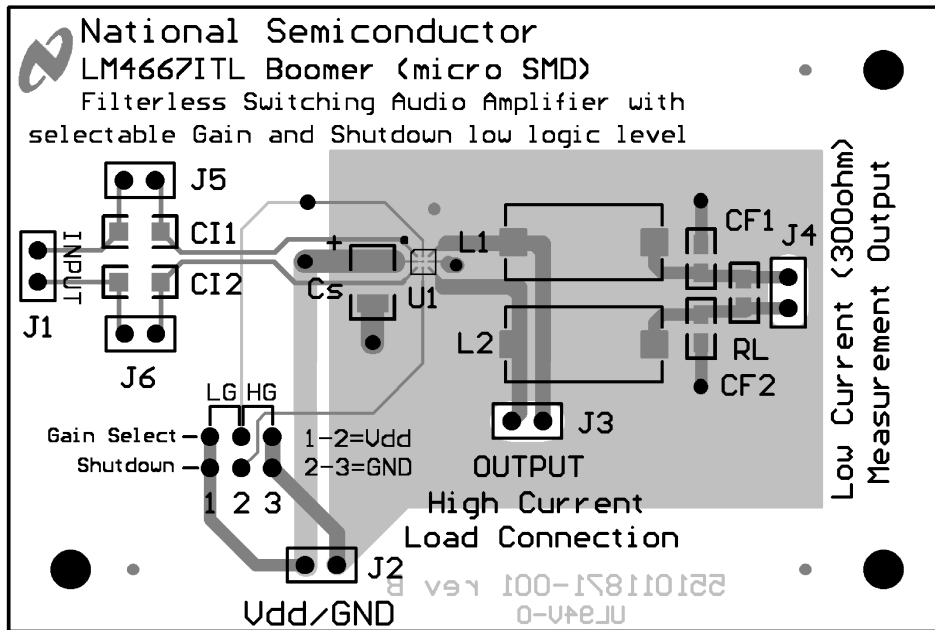 National Semiconductor
LM4667ITL Boomer (micro SMD)
Filterless Switching Audio Amplifier with
selectable Gain and Shutdown low logic level
J5
CI1
INPUT
CI2
J1
J6
+
Cs
U1
L1
L2
CF1
J4
RL
CF2
Low Current (300ohm)
Measurement Output
LG HG
Gain Select
1-2=Vdd
Shutdown
2-3=GND
1 2 3
J3
OUTPUT
High Current
Load Connection
J2
Vdd/GND
551011871-001 rev B
UL94V-0